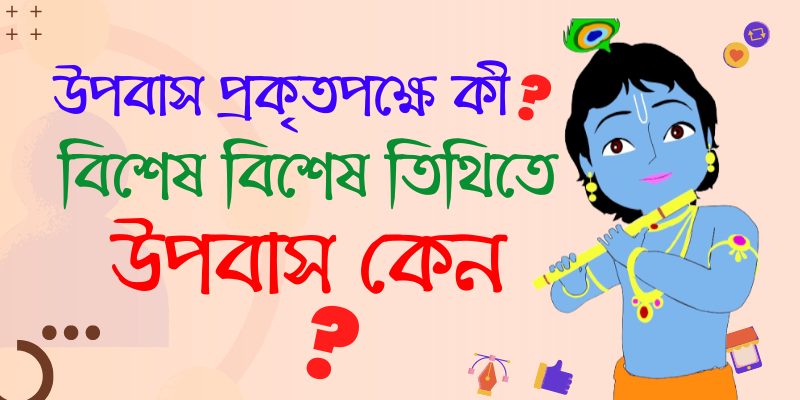 উপবাস প্রকৃতপক্ষে কী?
বিশেষ বিশেষ তিথিতে
উপবাস কেন
?